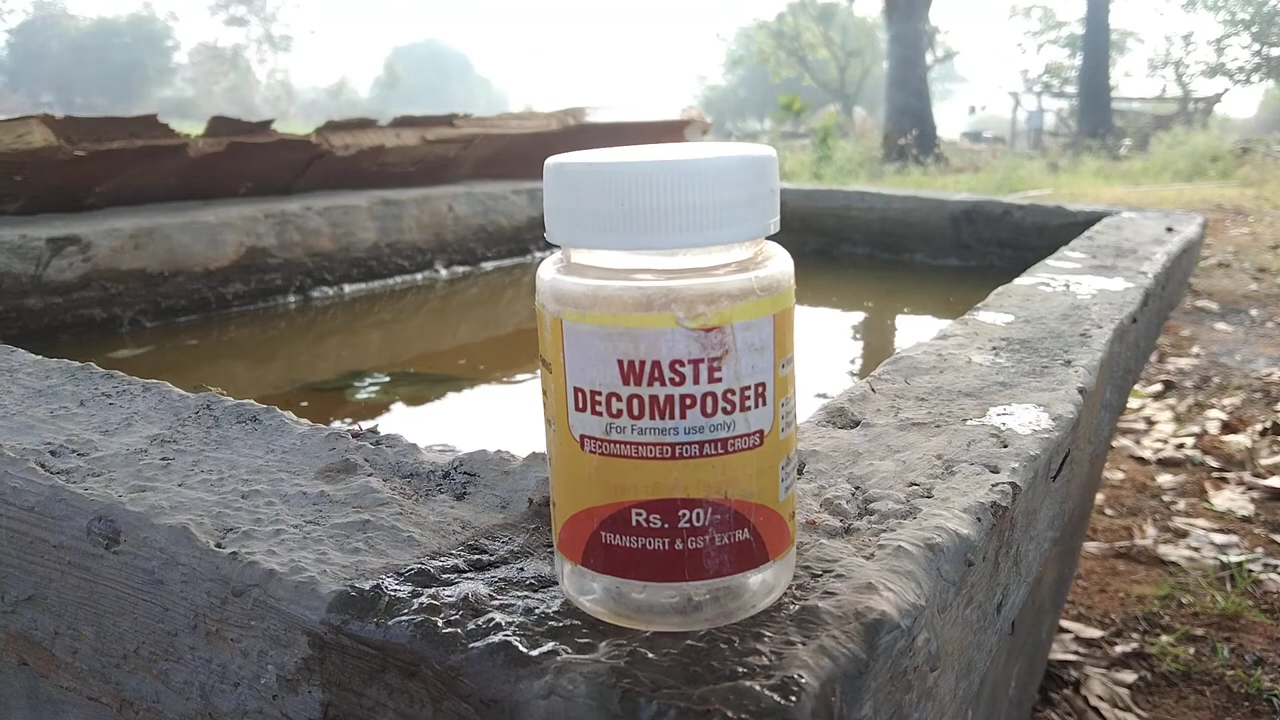 WASTE
DECOMPOSER
(For Farmers use only)
RECOMMENDED FOR ALL CROPS
Rs. 20/-
TRANSPORT & GST EXTRA